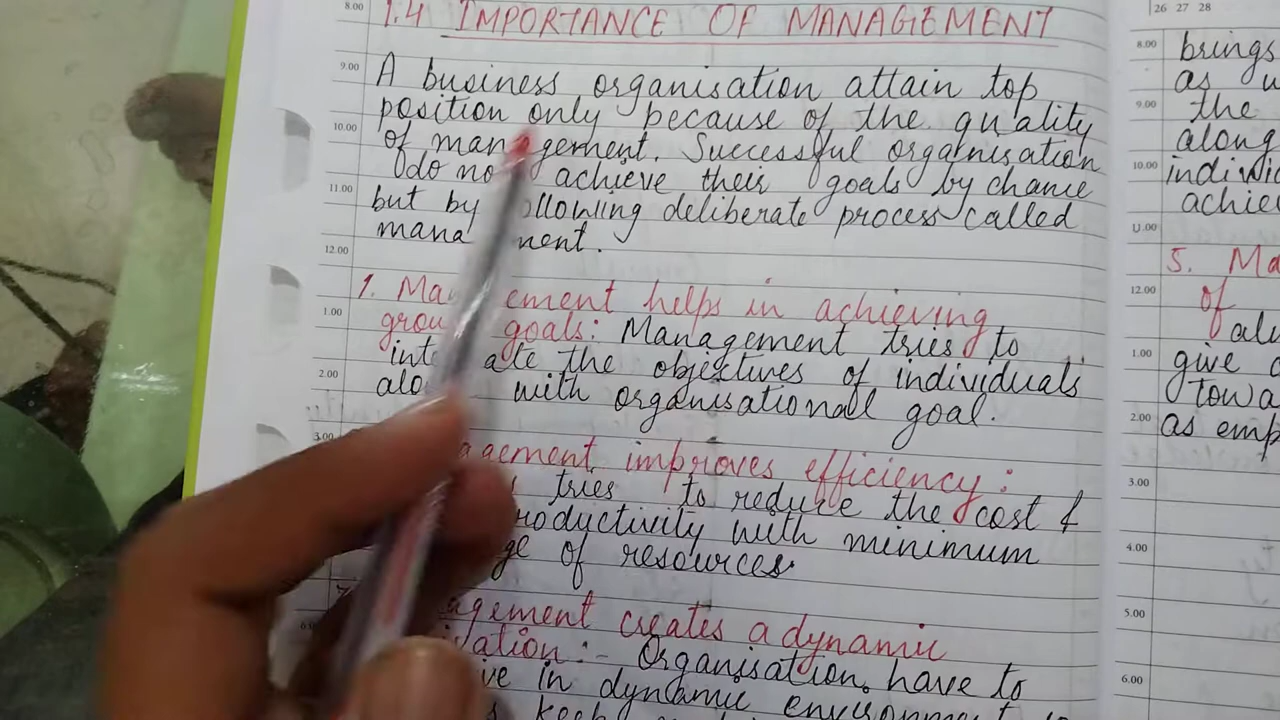 1.4 IMPORTANCE OF MANAGEMENT
8.00
9.00
A business organisation attain top
position only because of the quality
10.00
of management. Successful organisation
do not achieve their goals by chance
11.00
but by following deliberate process called
management.
12.00
1. Management helps in achieving
1.00
group goals: Management tries to
integrate the objectives of individuals
2.00
along with organisational goal.
3.00
Management improves efficiency:
tries to reduce the cost &
productivity with minimum
of resources.
Management creates a dynamic
organisation:- Organisation, have to
in dynamic environment
26 27 28
8.00
brings
as
9.00
the
along
10.00
achie
11.00
5. Ma
12.00
of
1.00
give
towa
2.00
as emp
3.00
4.00
5.00
6.00